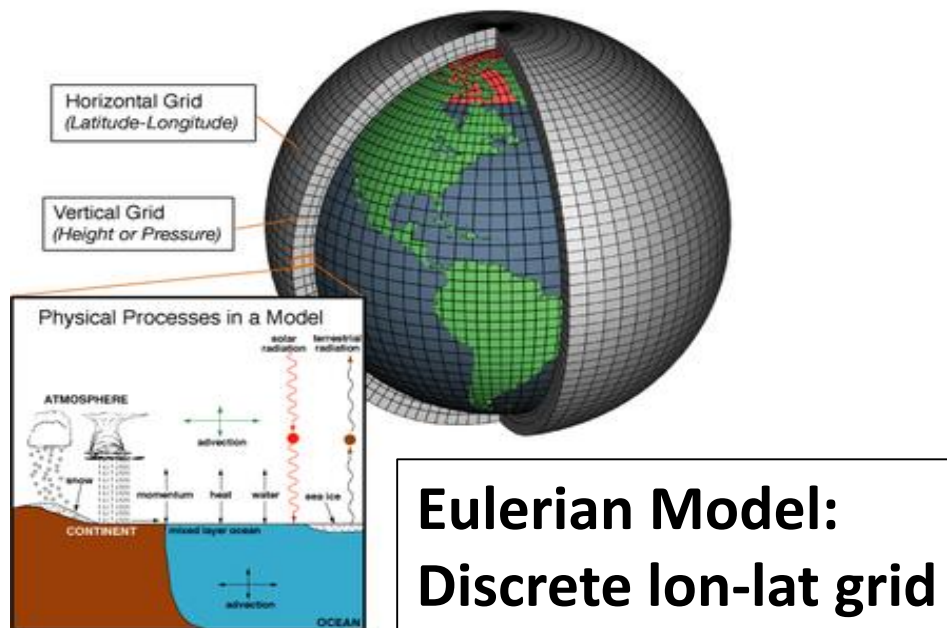 Horizontal Grid
(Latitude-Longitude)
Vertical Grid
(Height or Pressure)
Physical Processes in a Model
solar
radiation
terrestrial
radiation
ATMOSPHERE
advection
snow
momentum
heat
water
sea ice
CONTINENT
mixed layer ocean
advection
OCEAN
Eulerian Model:
Discrete lon-lat grid